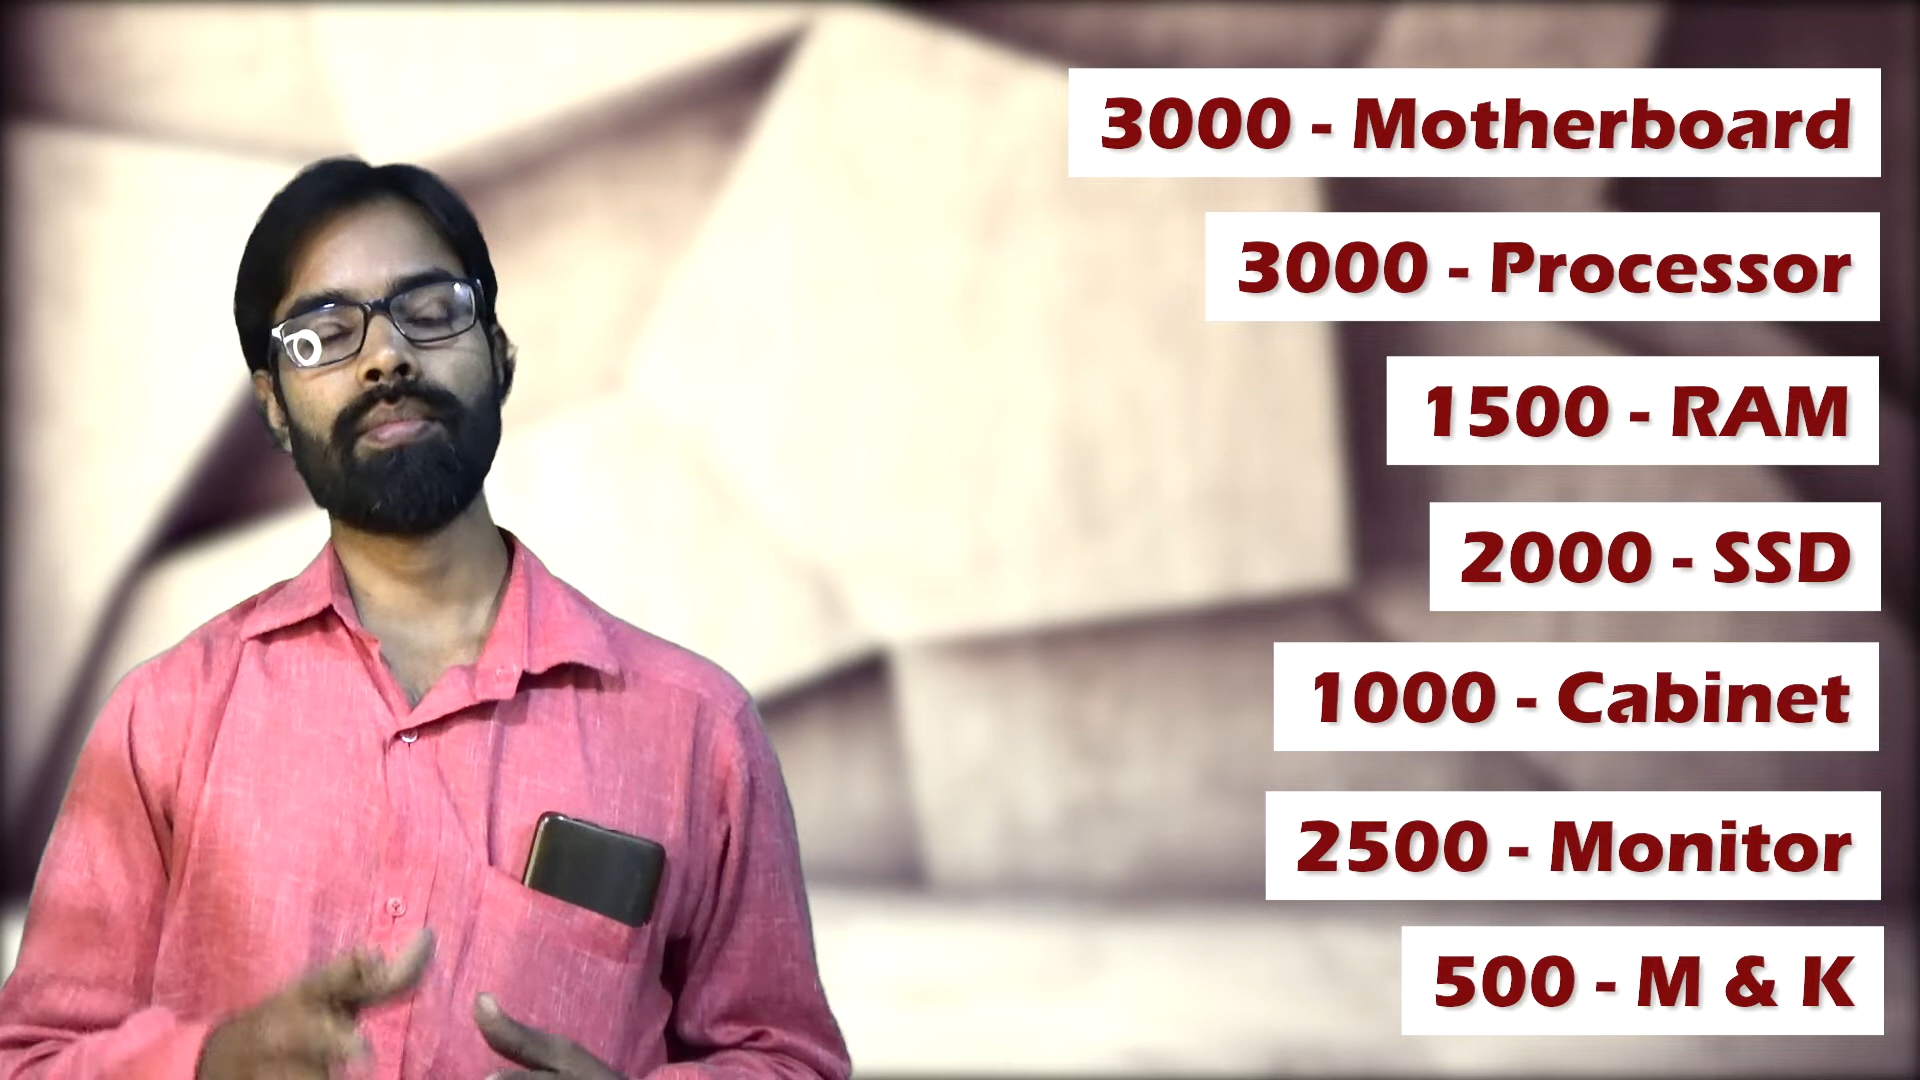 3000 - Motherboard
3000 - Processor
1500 - RAM
2000 - SSD
1000 - Cabinet
2500 - Monitor
500 - M & K